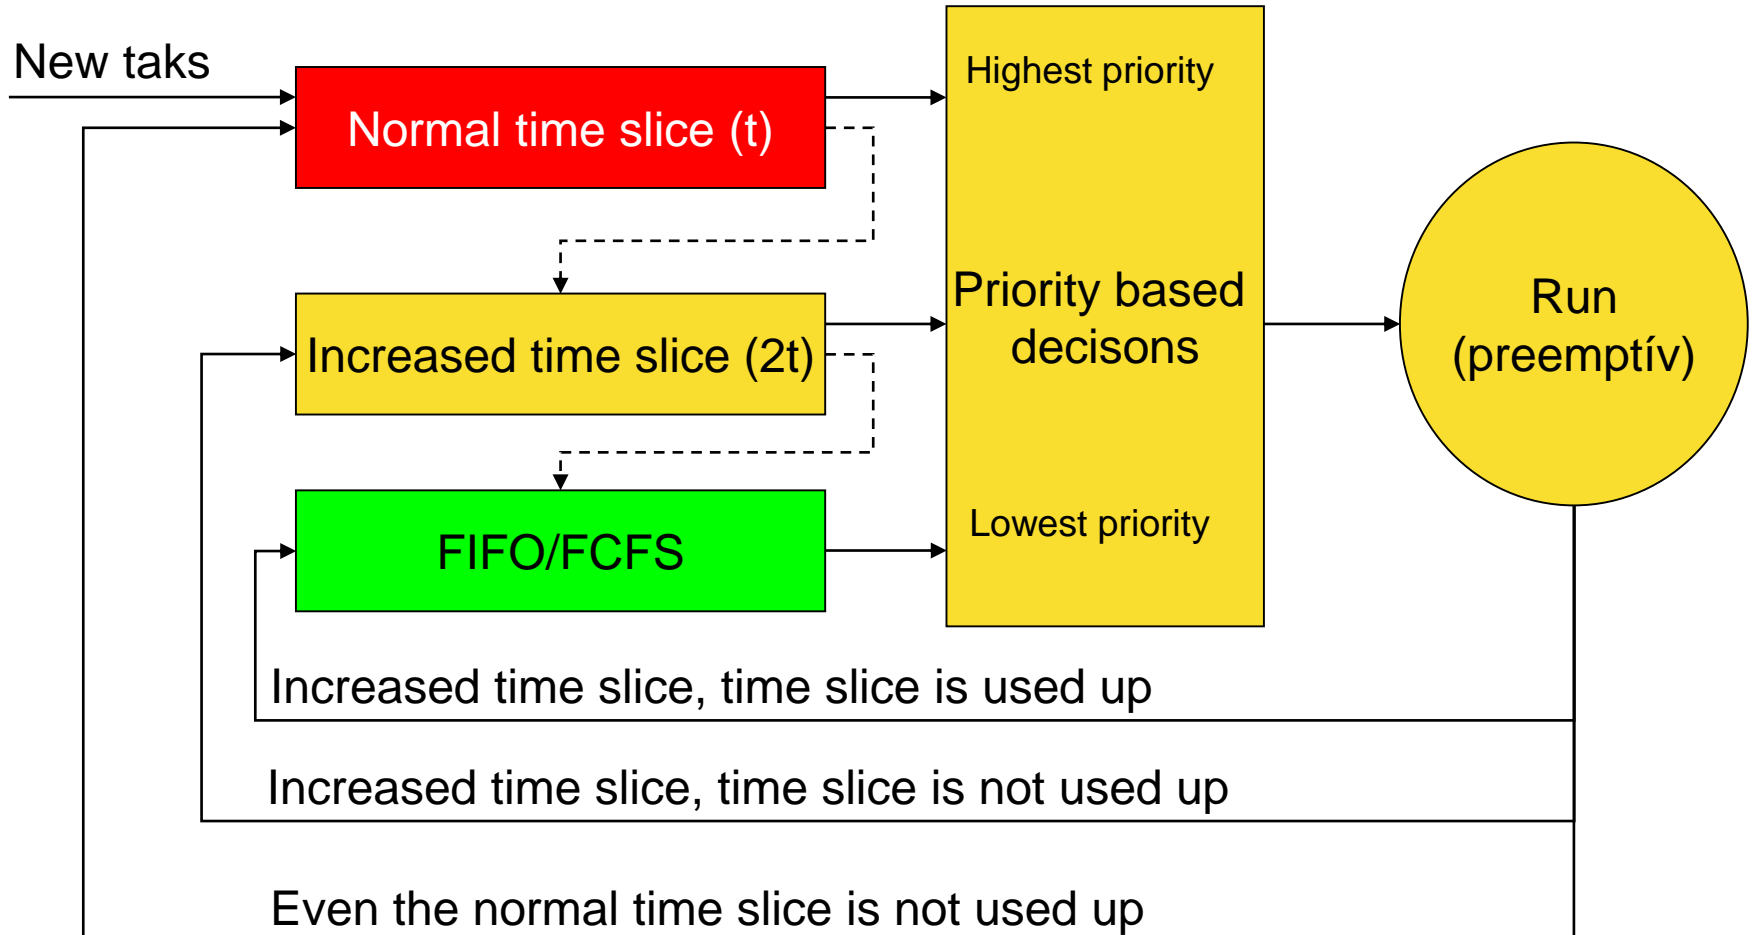 New taks
Normal time slice (t)
Highest priority
Increased time slice (2t)
Priority based
decisons
Run
(preemptív)
FIFO/FCFS
Lowest priority
Increased time slice, time slice is used up
Increased time slice, time slice is not used up
Even the normal time slice is not used up